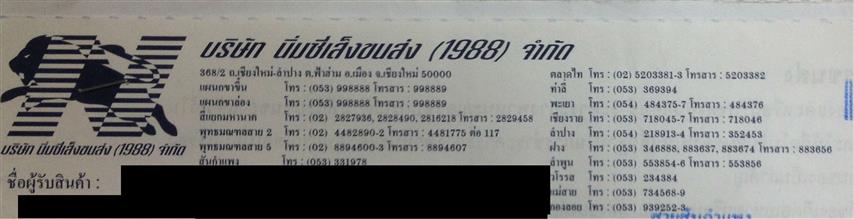 บริษัท นิ่มซี่เส็งขนส่ง (1988) จำกัด
368/2 ถ.เชียงใหม่-ลำปาง ต.ฟ้าฮ่าม อ.เมือง จ.เชียงใหม่ 50000
แผนกขาขึ้น โทร : (053) 998888 โทรสาร : 998889
แผนกขาล่อง โทร : (053) 998888 โทรสาร : 998889
สี่แยกมหานาค โทร : (02) 2827936, 2828490, 2816218 โทรสาร : 2829458
พุทธมณฑลสาย 2 โทร : (02) 4482890-2 โทรสาร : 4481775 ต่อ 117
พุทธมณฑลสาย 5 โทร : (02) 8894600-3 โทรสาร : 8894607
สันกำแพง โทร : (053) 331978
ตลาดไท โทร : (02) 5203381-3 โทรสาร : 5203382
ท่าลี่ โทร : (053) 369394
พะเยา โทร : (054) 484375-7 โทรสาร : 484376
เชียงราย โทร : (053) 718045-7 โทรสาร : 718046
ลำปาง โทร : (054) 218913-4 โทรสาร : 352453
ฝาง โทร : (053) 346888, 883637, 883674 โทรสาร : 883656
ลำพูน โทร : (053) 553854-6 โทรสาร : 553856
วโรรส โทร : (053) 234384
แม่สาย โทร : (053) 734568-9
กองลอย โทร : (053) 939252-3
บริษัท นิ่มซี่เส็งขนส่ง (1988) จำกัด
ชื่อผู้รับสินค้า :